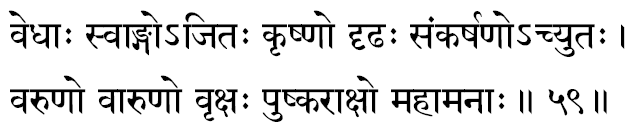 वेधाः स्वाङ्गोऽजितः कृष्णो दृढः संकर्षणोऽच्युतः ।
वरुणो वारुणो वृक्षः पुष्कराक्षो महामनाः ॥ ५९ ॥